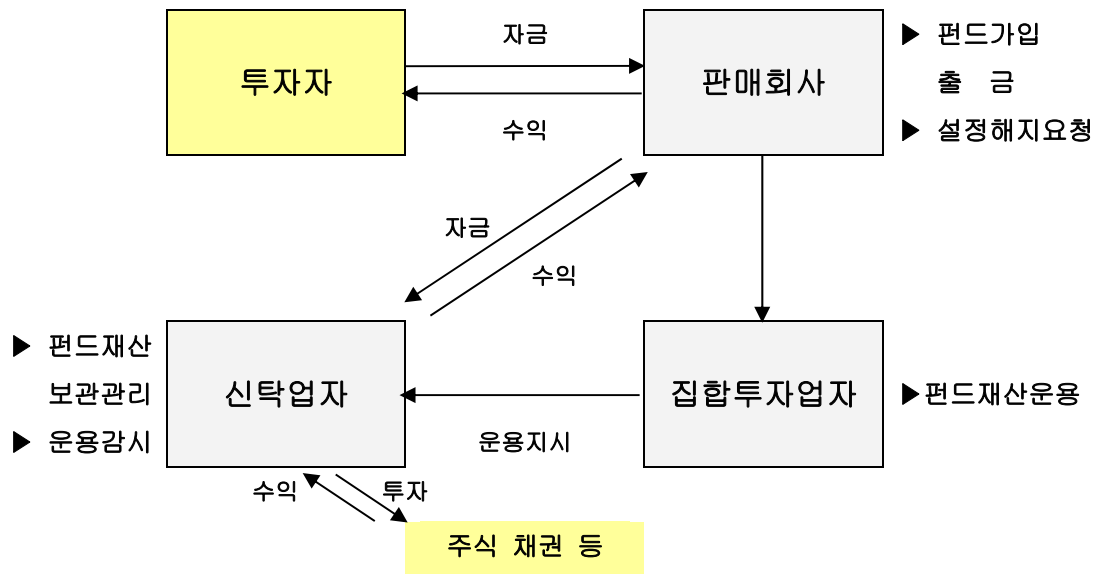 자금
투자자
판매회사
▶ 펀드가입
출 금
▶ 설정해지요청
수익
자금
수익
▶ 펀드재산
보관관리
▶ 운용감시
신탁업자
집합투자업자
▶펀드재산운용
운용지시
수익
투자
주식 채권 등